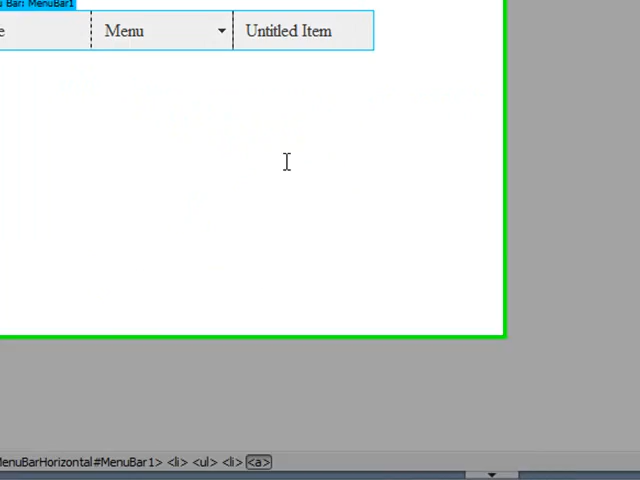 Bar: MenuBar1
e Menu Untitled Item
MenuBarHorizontal#MenuBar1> <li> <ul> <li> <a>